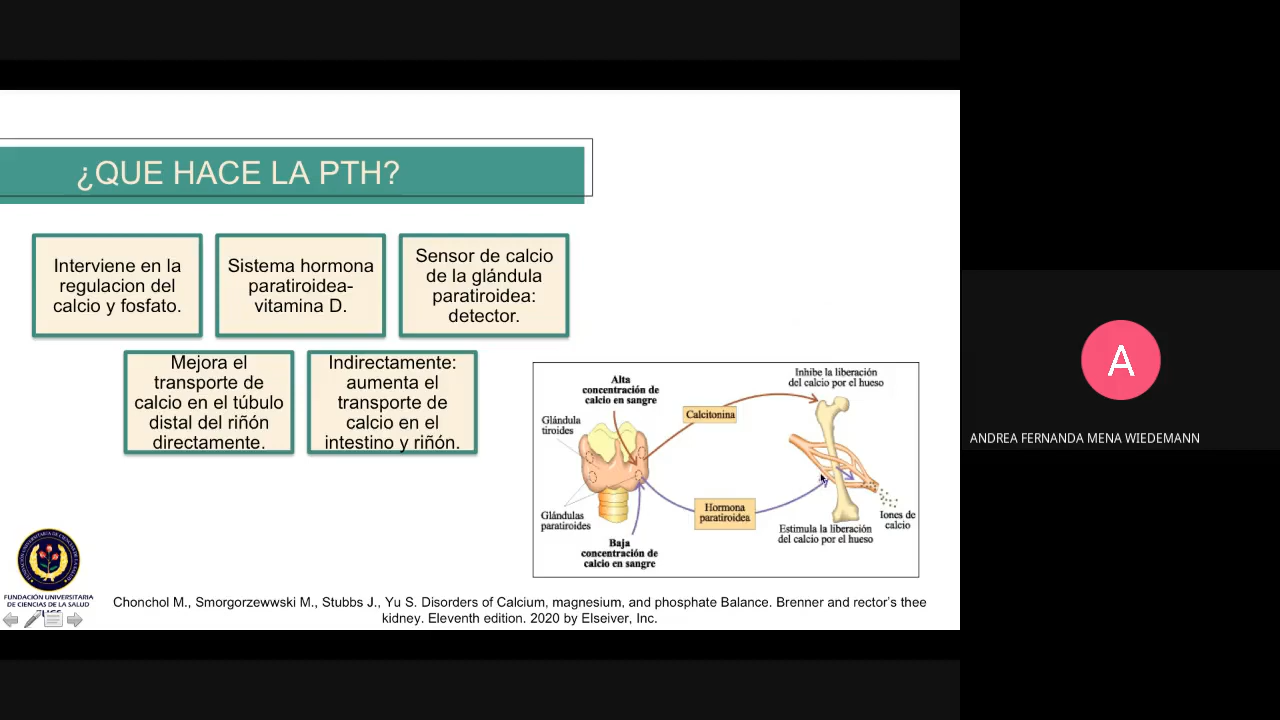 ¿QUE HACE LA PTH?
Interviene en la
regulacion del
calcio y fosfato.
Sistema hormona
paratiroidea-
vitamina D.
Sensor de calcio
de la glándula
paratiroidea:
detector.
Mejora el
transporte de
calcio en el túbulo
distal del riñón
directamente.
Indirectamente:
aumenta el
transporte de
calcio en el
intestino y riñón.
Alta
concentración de
calcio en sangre
Glándula
tiroides
Glándulas
paratiroides
Baja
concentración de
calcio en sangre
Calcitonina
Hormona
paratiroidea
Inhibe la liberación
del calcio por el hueso
Estimula la liberación
del calcio por el hueso
Iones de
calcio
FUNDACIÓN UNIVERSITARIA
DE CIENCIAS DE LA SALUD
Chonchol M., Smorgorzewwski M., Stubbs J., Yu S. Disorders of Calcium, magnesium, and phosphate Balance. Brenner and rector's thee
kidney. Eleventh edition. 2020 by Elseiver, Inc.
A
ANDREA FERNANDA MENA WIEDEMANN